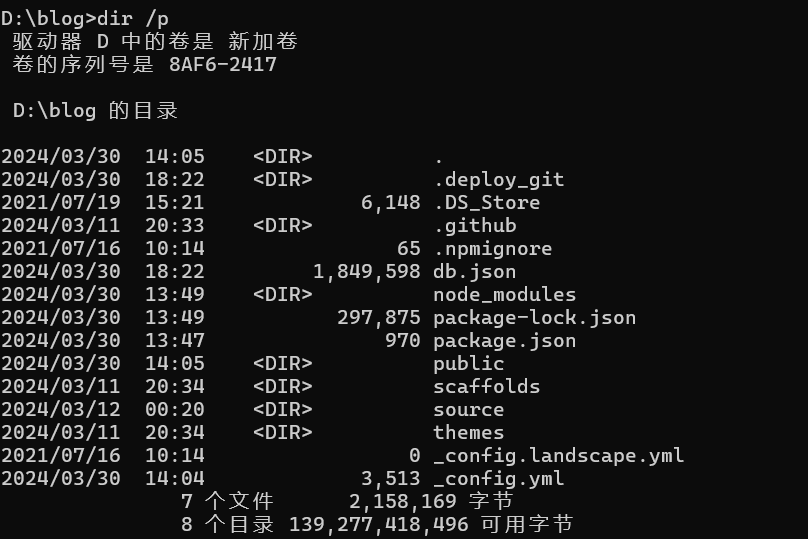 D:\blog>dir /p
驱动器 D 中的卷是 新加卷
卷的序列号是 8AF6-2417
D:\blog 的目录
2024/03/30  14:05    <DIR>          .
2024/03/30  18:22    <DIR>          .deploy_git
2021/07/19  15:21             6,148 .DS_Store
2024/03/11  20:33    <DIR>          .github
2021/07/16  10:14                65 .npmignore
2024/03/30  18:22         1,849,598 db.json
2024/03/30  13:49    <DIR>          node_modules
2024/03/30  13:49           297,875 package-lock.json
2024/03/30  13:47               970 package.json
2024/03/30  14:05    <DIR>          public
2024/03/11  20:34    <DIR>          scaffolds
2024/03/12  00:20    <DIR>          source
2024/03/11  20:34    <DIR>          themes
2021/07/16  10:14                 0 _config.landscape.yml
2024/03/30  14:04             3,513 _config.yml
7 个文件      2,158,169 字节
8 个目录 139,277,418,496 可用字节